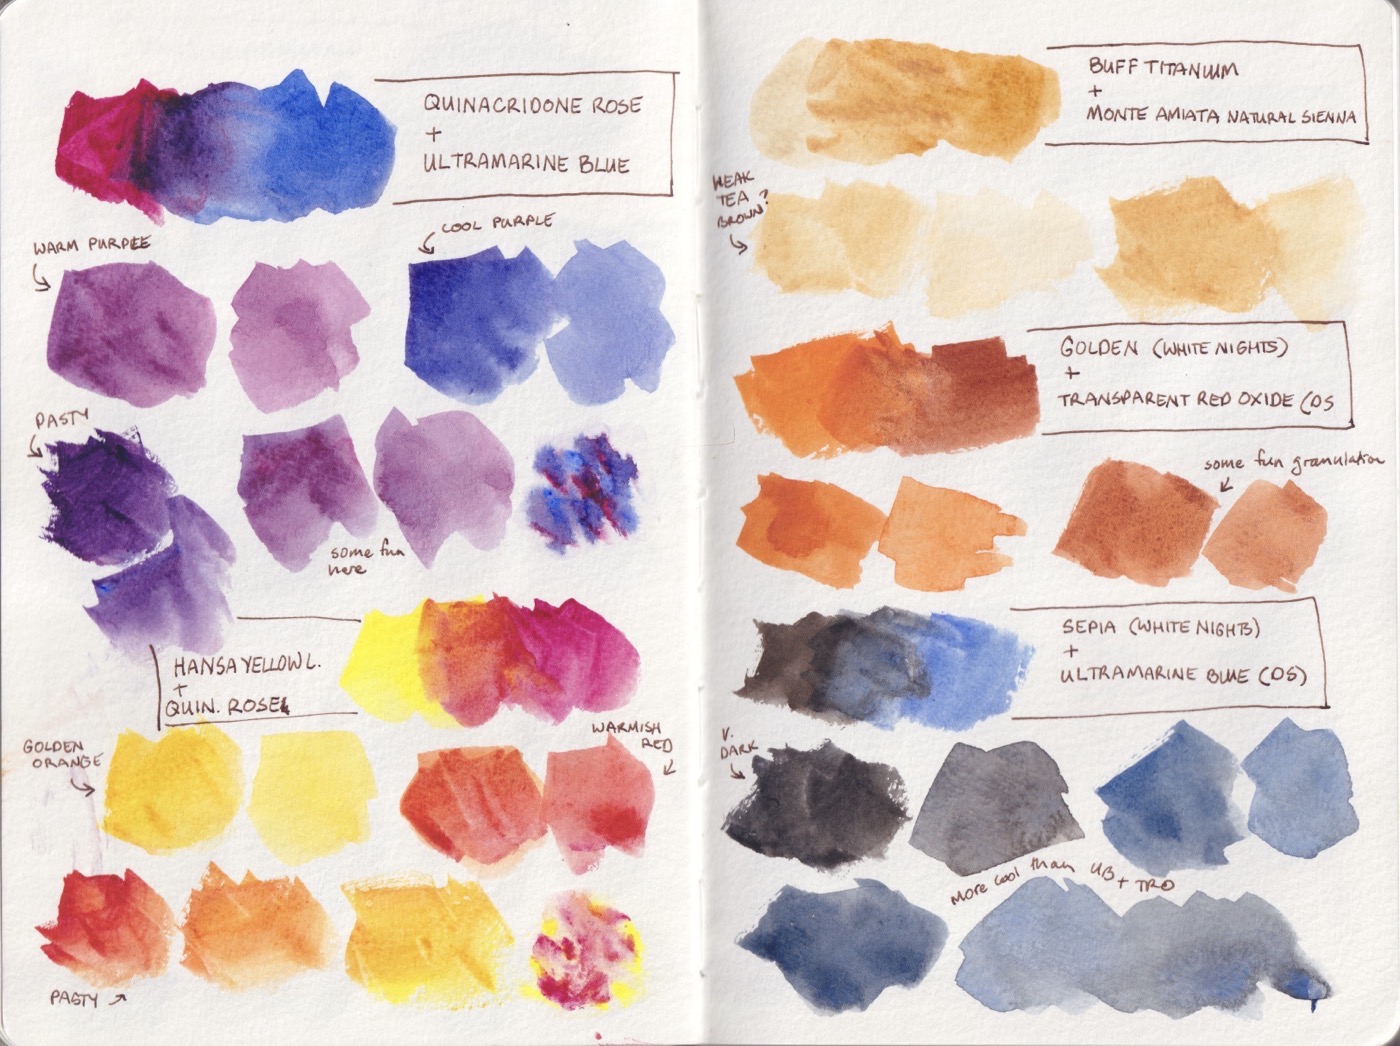 QUINACRIDONE ROSE
+
ULTRAMARINE BLUE
WARM PURPLE
COOL PURPLE
PASTY
some fun
here
HANSA YELLOW L.
+
QUIN. ROSE
GOLDEN
ORANGE
WARMISH
RED
PASTY
BUFF TITANIUM
+
MONTE AMIATA NATURAL SIENNA
WEAK
TEA
BROWN?
GOLDEN (WHITE NIGHTS)
+
TRANSPARENT RED OXIDE (DS
some fun granulation
SEPIA (WHITE NIGHTS)
+
ULTRAMARINE BLUE (DS)
V.
DARK
More cool than UB + TRO